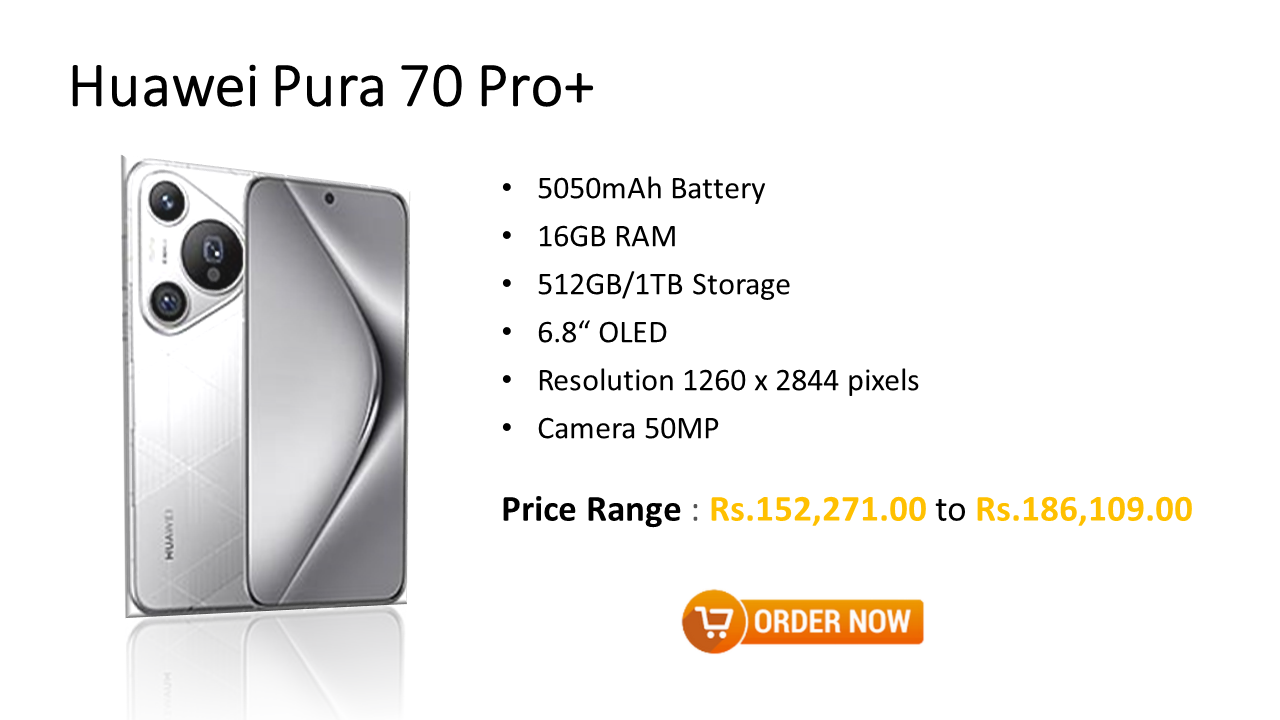 Huawei Pura 70 Pro+
• 5050mAh Battery
• 16GB RAM
• 512GB/1TB Storage
• 6.8“ OLED
• Resolution 1260 x 2844 pixels
• Camera 50MP
Price Range : Rs.152,271.00 to Rs.186,109.00
ORDER NOW
HUAWEI